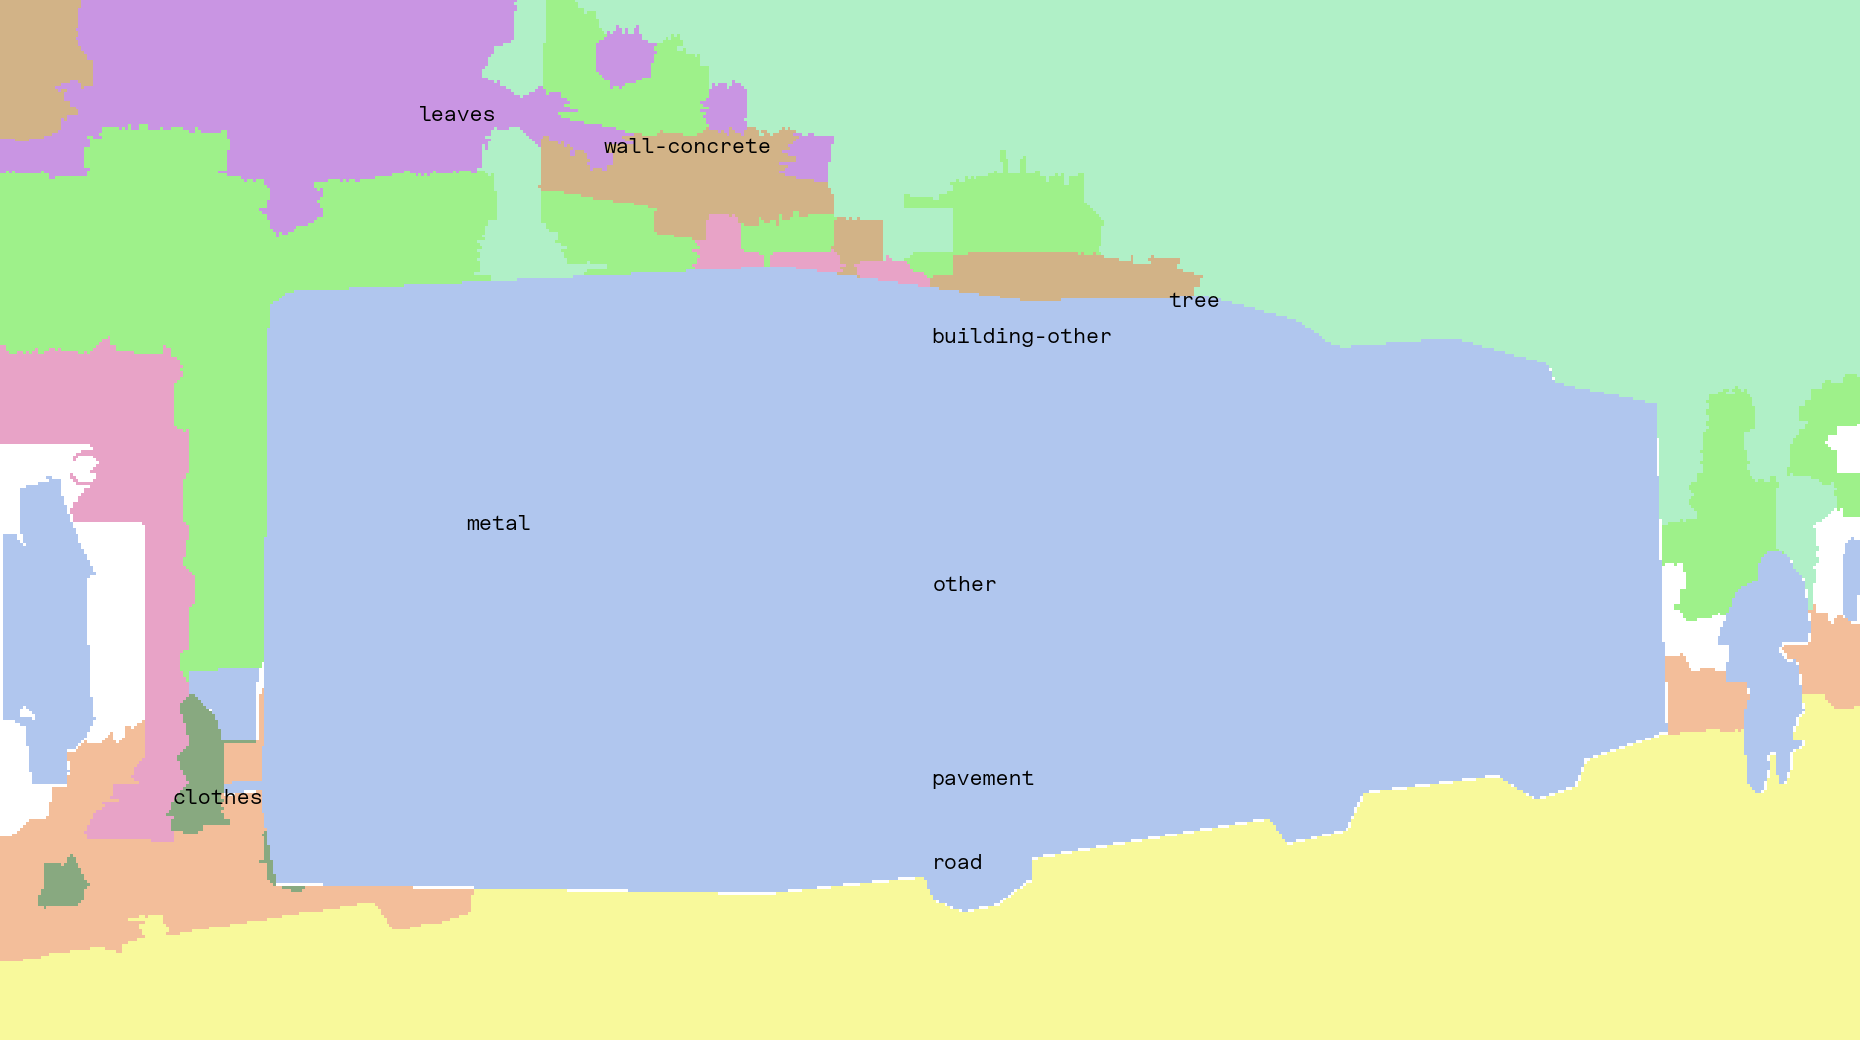 leaves
wall-concrete
tree
building-other
metal
other
pavement
clothes
road